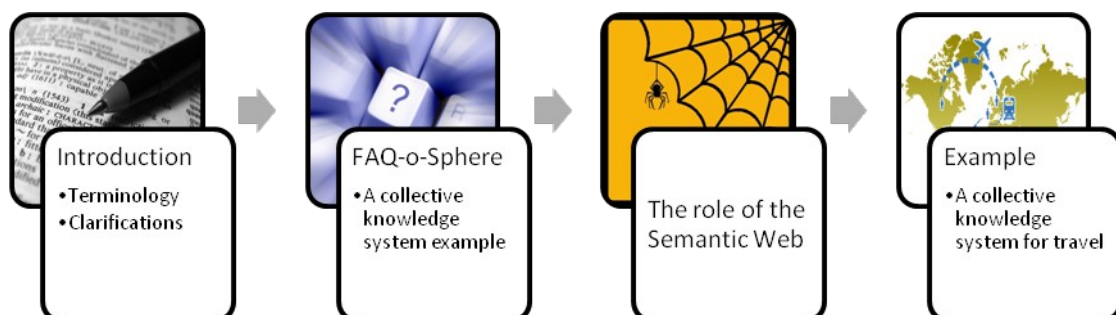 Introduction
•Terminology
•Clarifications
FAQ-o-Sphere
•A collective
knowledge
system example
?
The role of the
Semantic Web
Example
•A collective
knowledge
system for travel